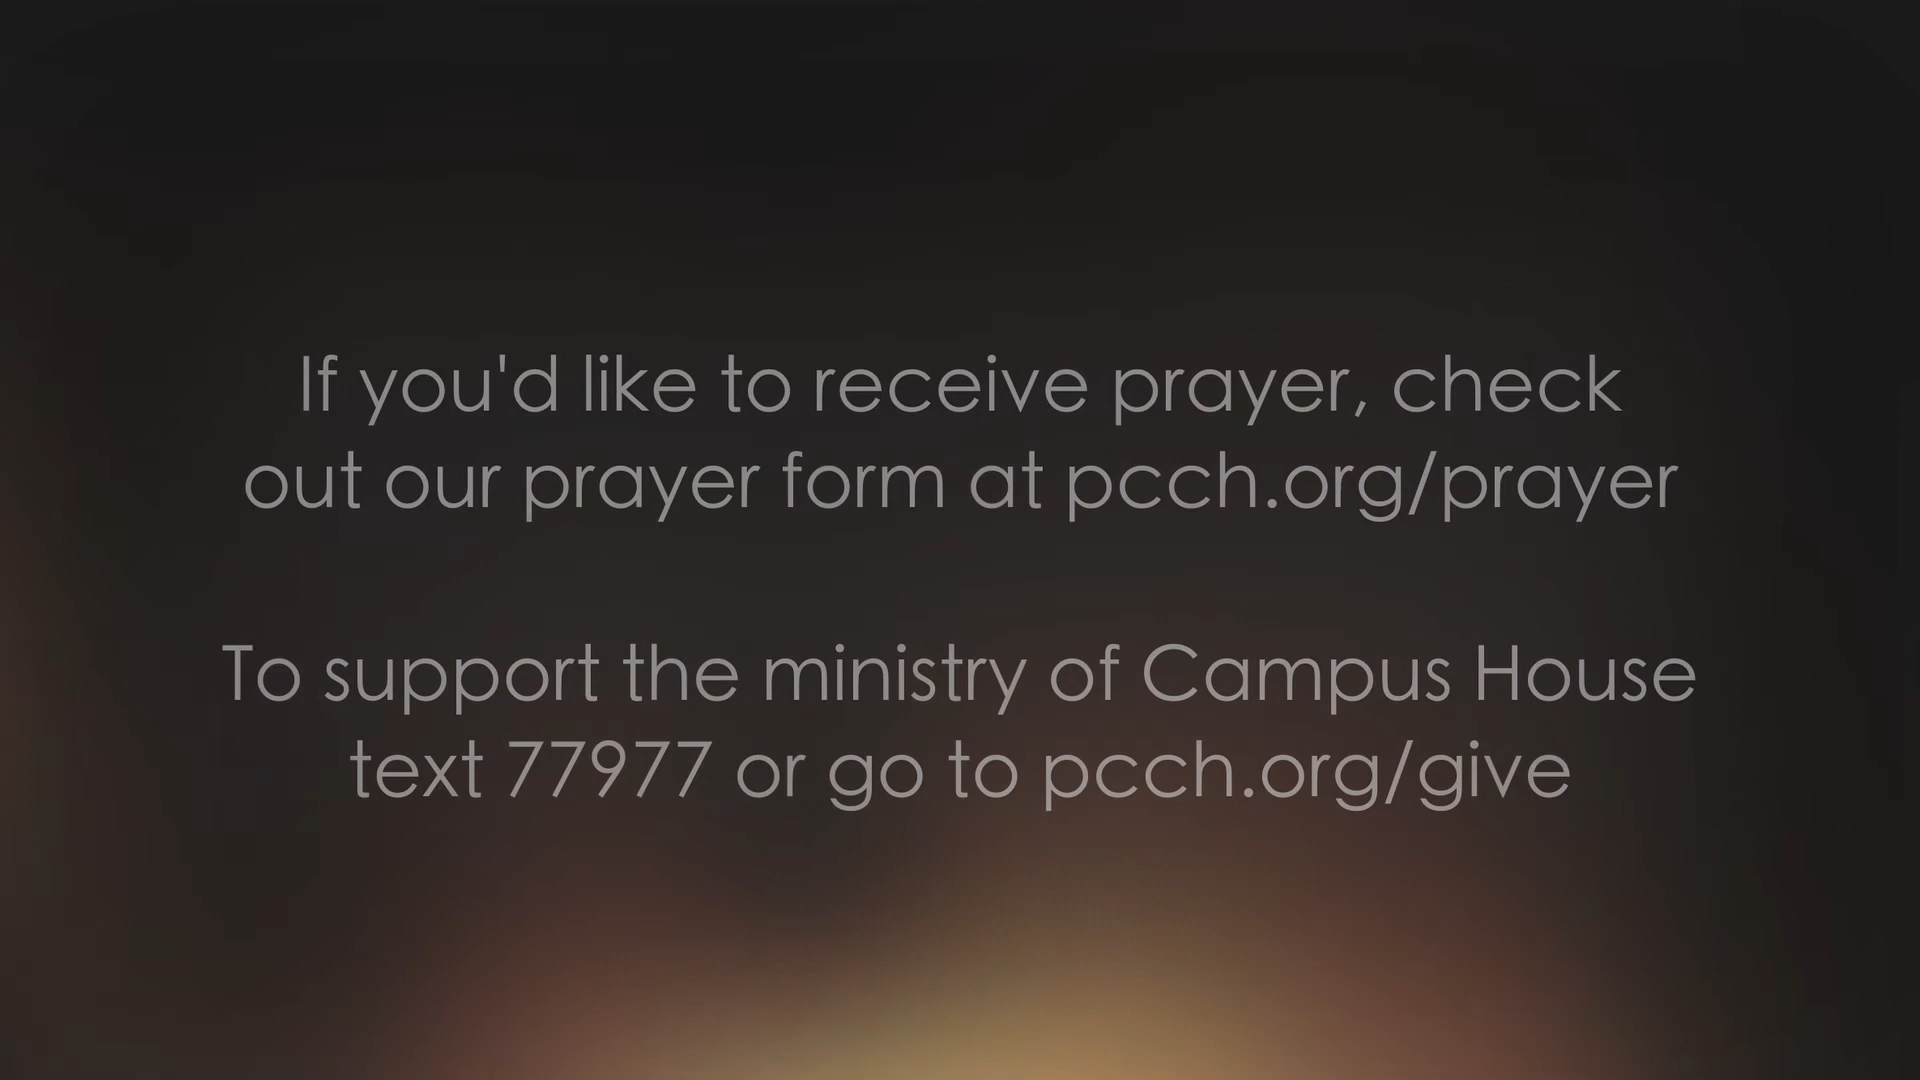 If you'd like to receive prayer, check
out our prayer form at pcch.org/prayer
To support the ministry of Campus House
text 77977 or go to pcch.org/give